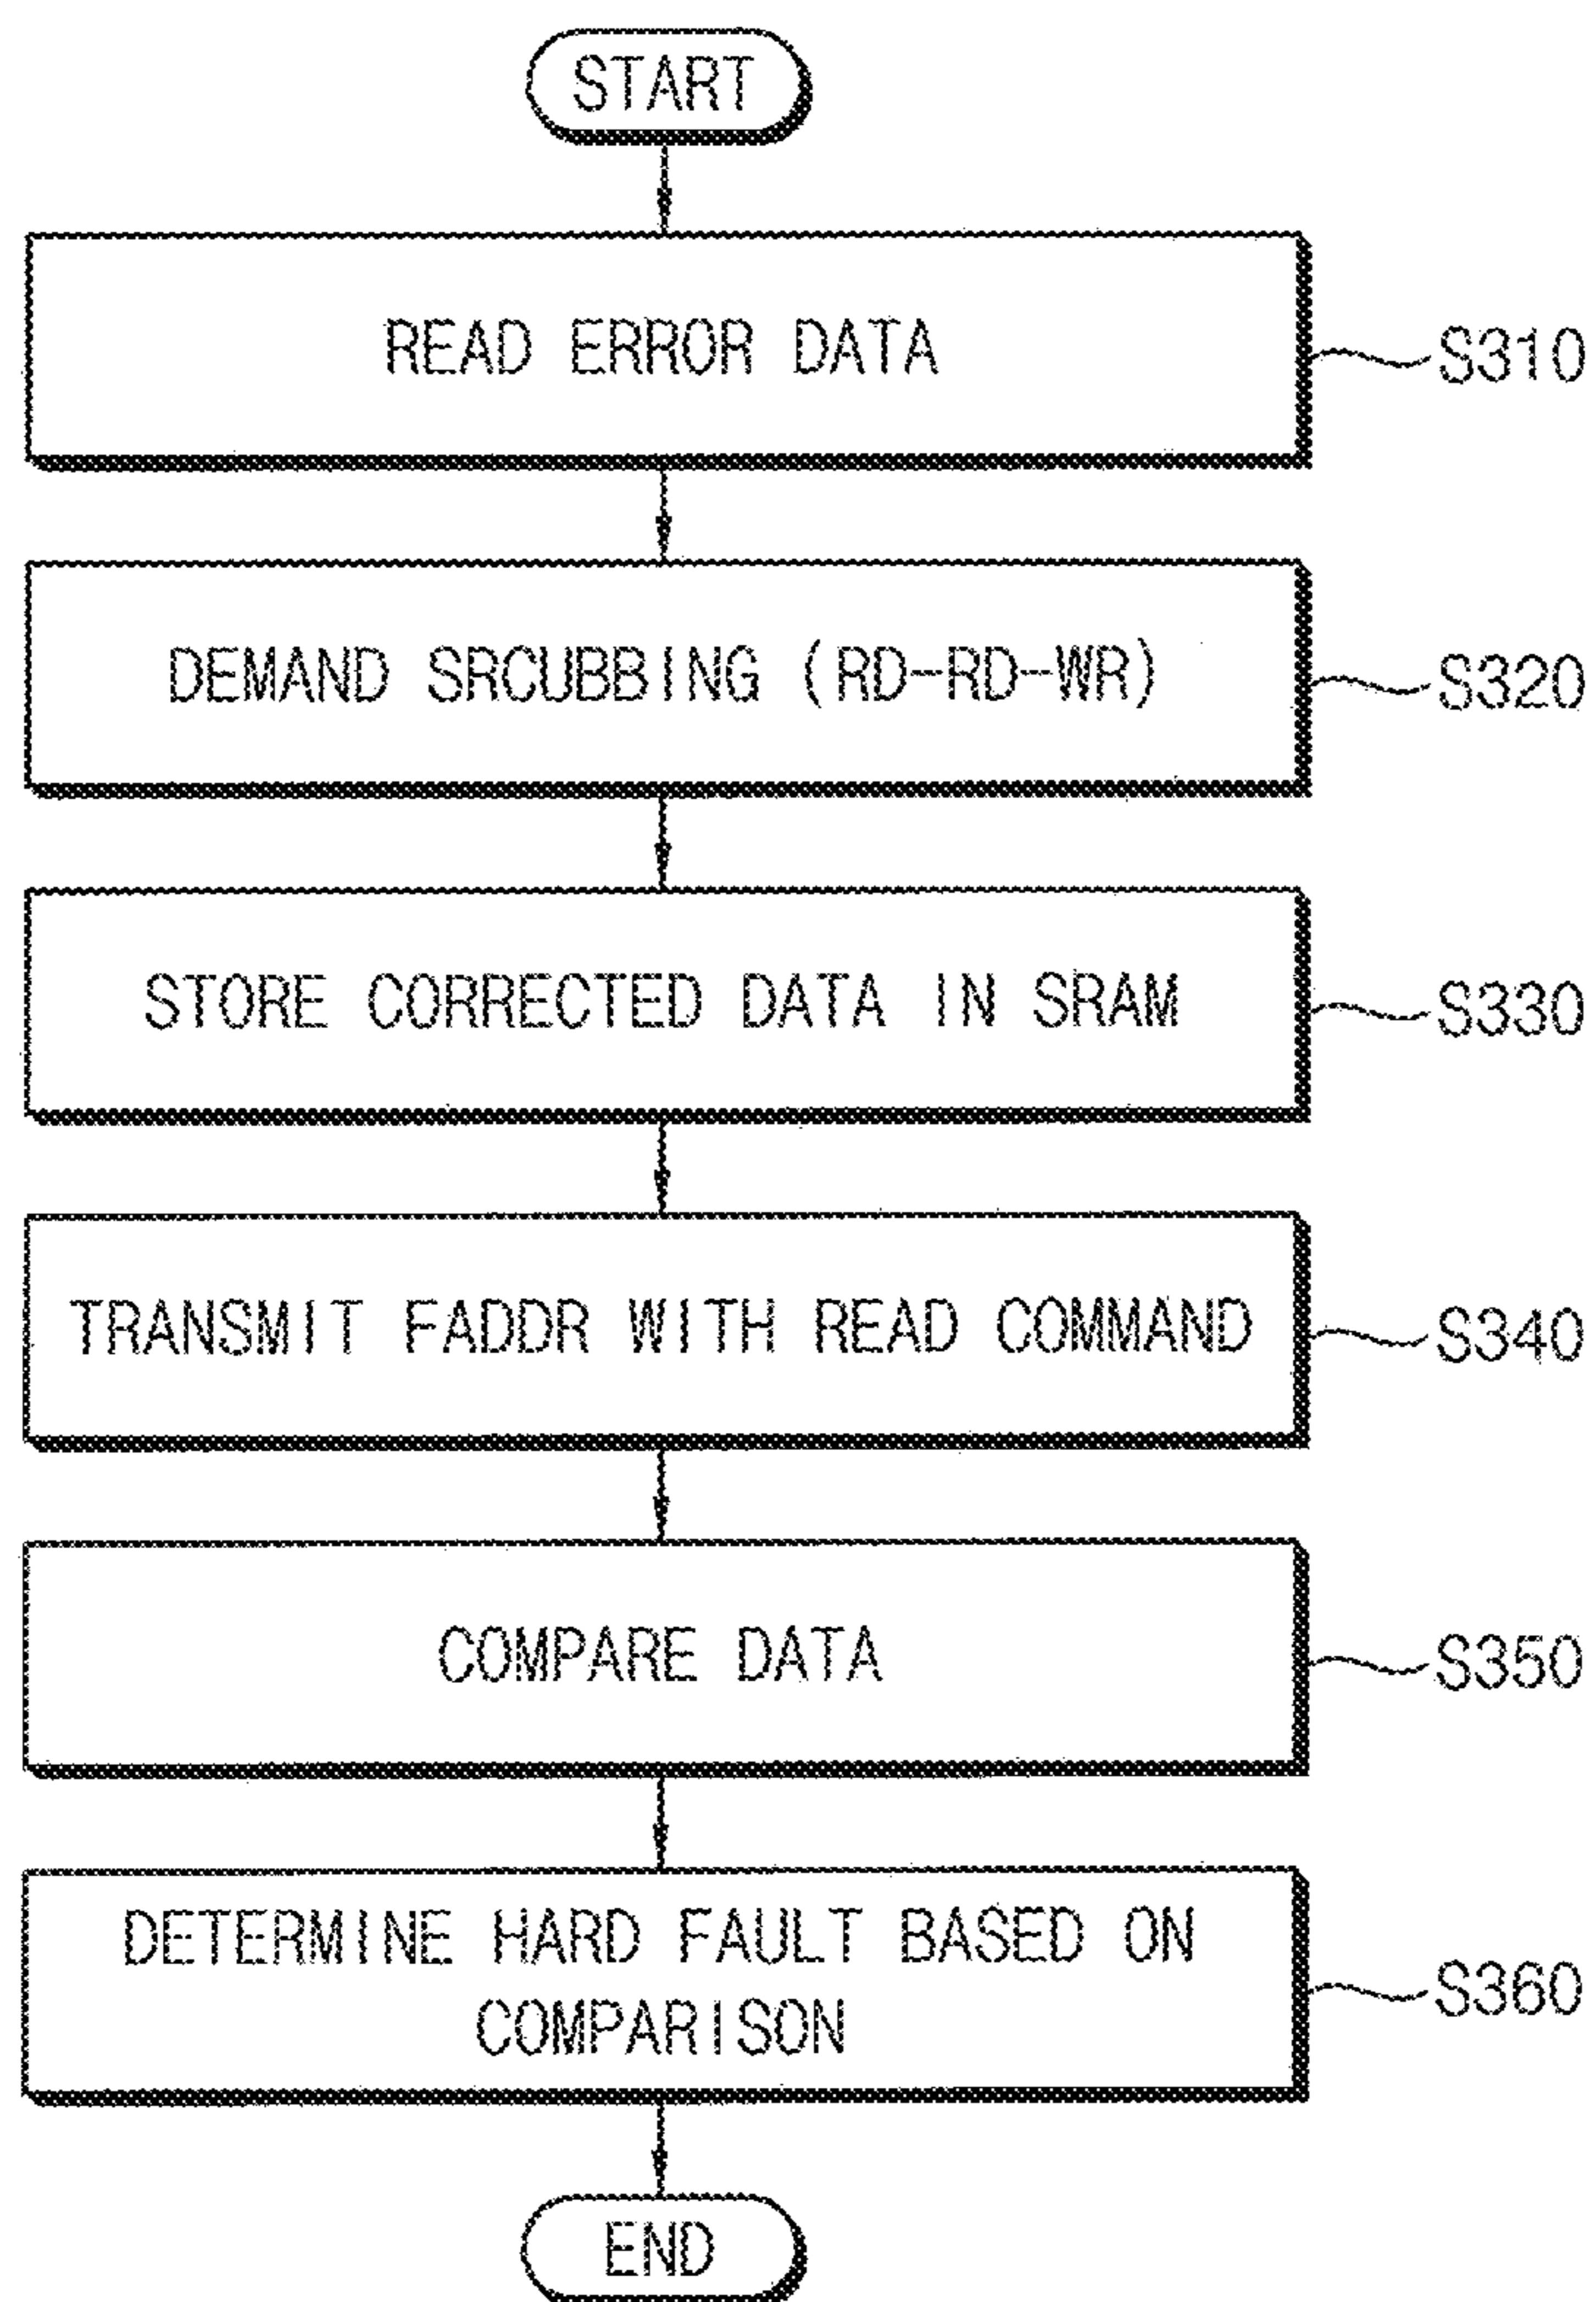 START
READ ERROR DATA
S310
DEMAND SRCUBBING (RD-RD-WR)
S320
STORE CORRECTED DATA IN SRAM
S330
TRANSMIT FADDR WITH READ COMMAND
S340
COMPARE DATA
S350
DETERMINE HARD FAULT BASED ON
COMPARISON
S360
END